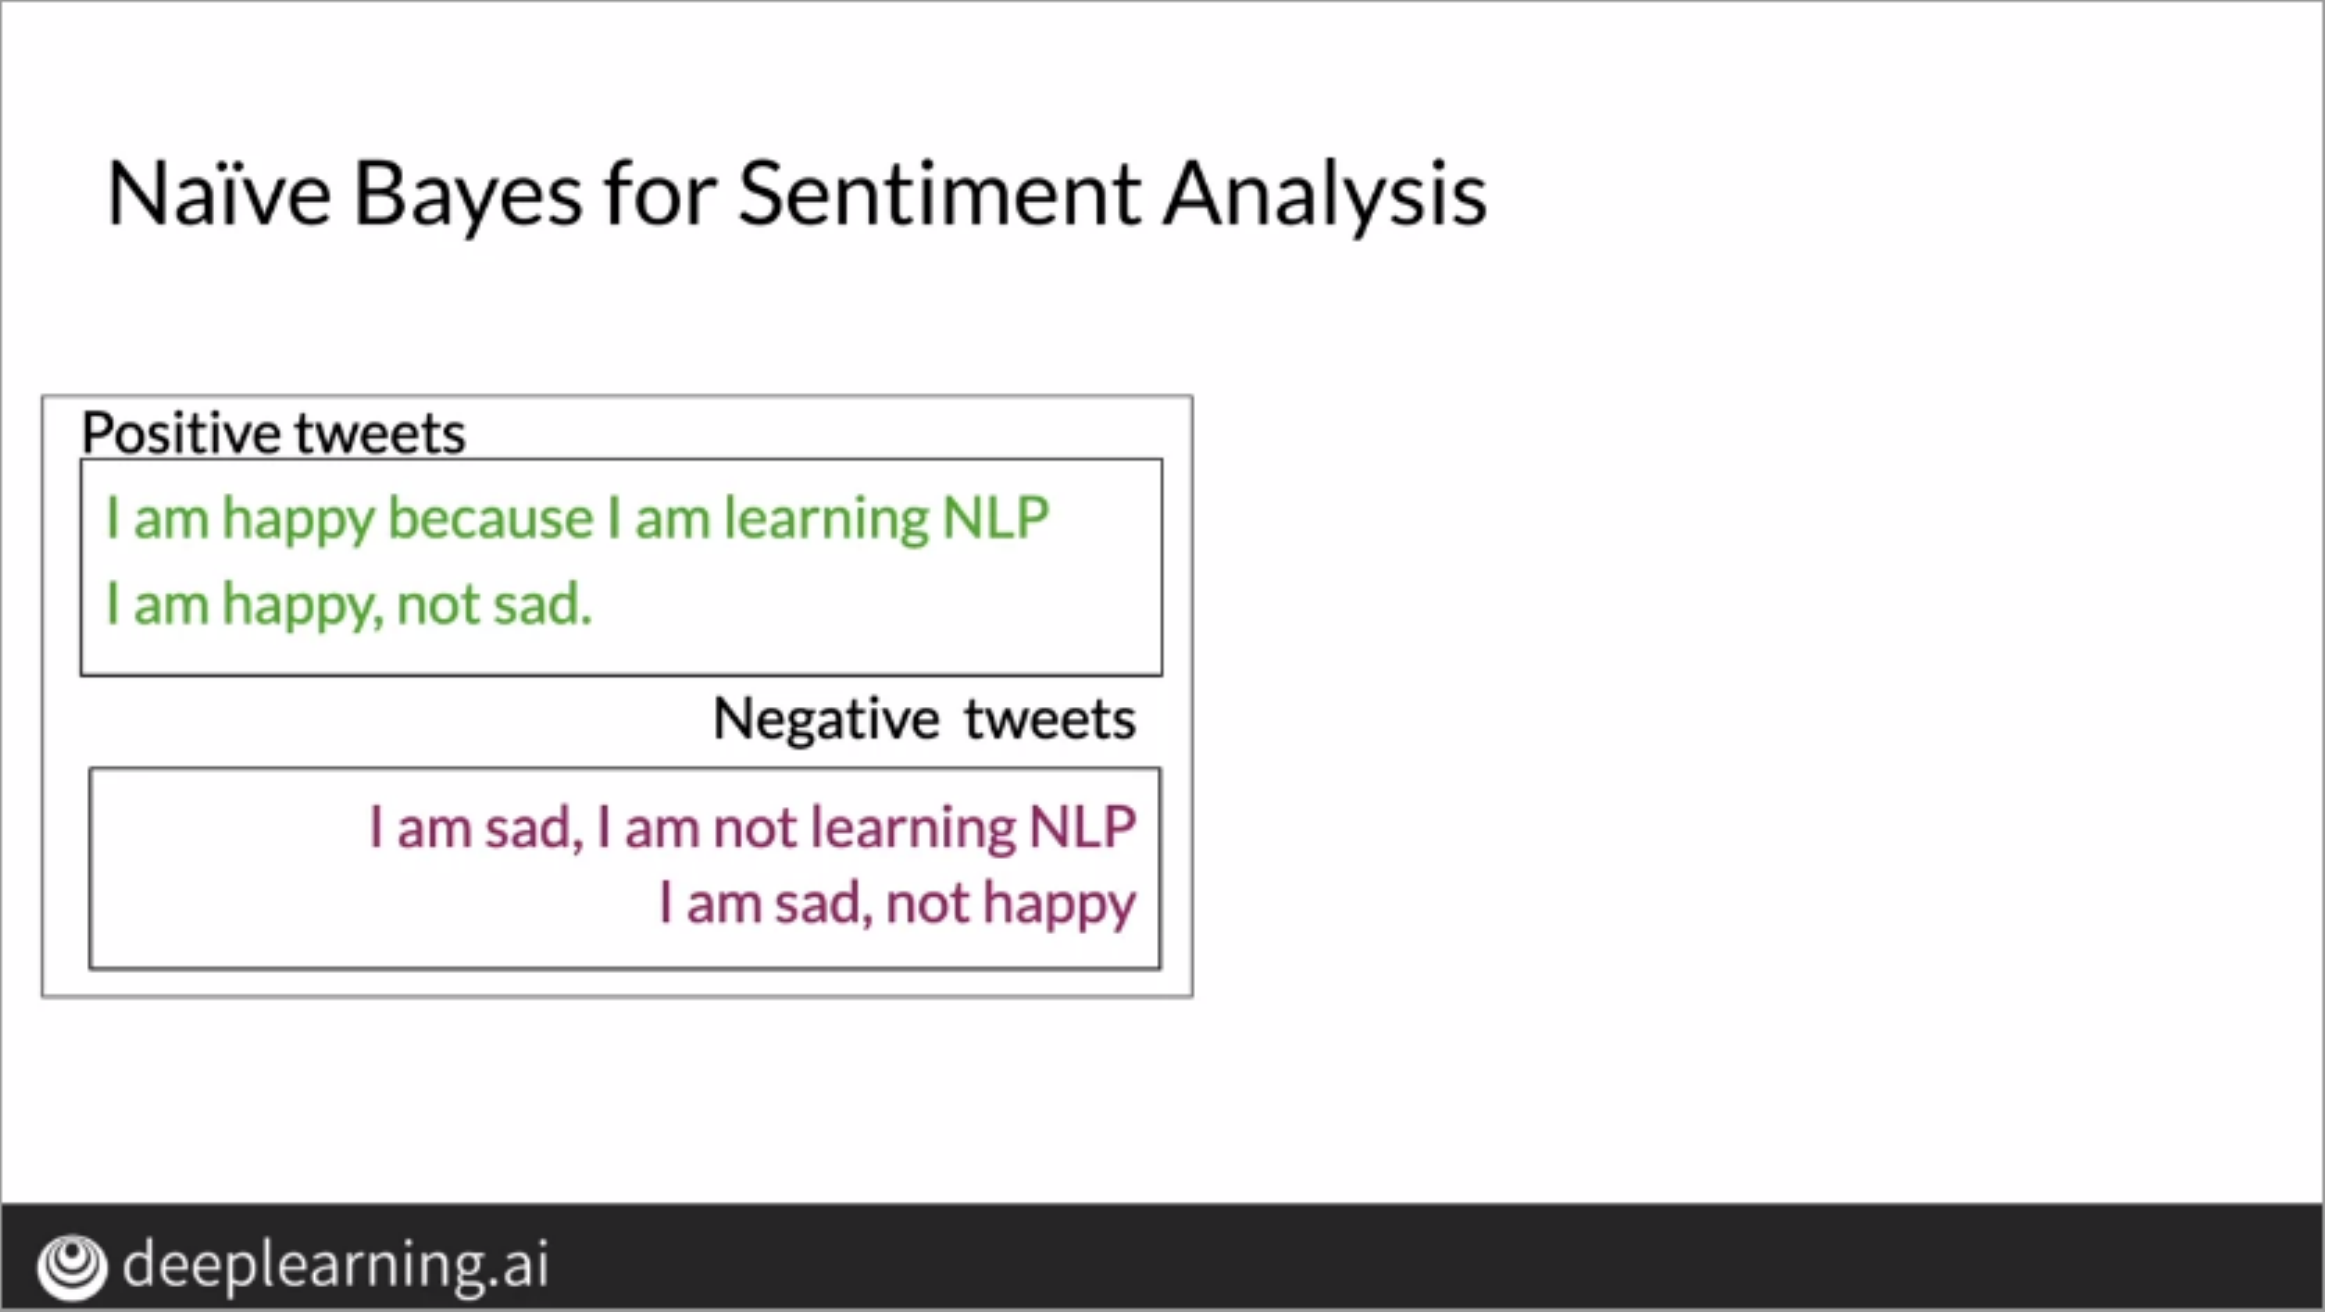 Naïve Bayes for Sentiment Analysis
Positive tweets
I am happy because I am learning NLP
I am happy, not sad.
Negative tweets
I am sad, I am not learning NLP
I am sad, not happy
deeplearning.ai